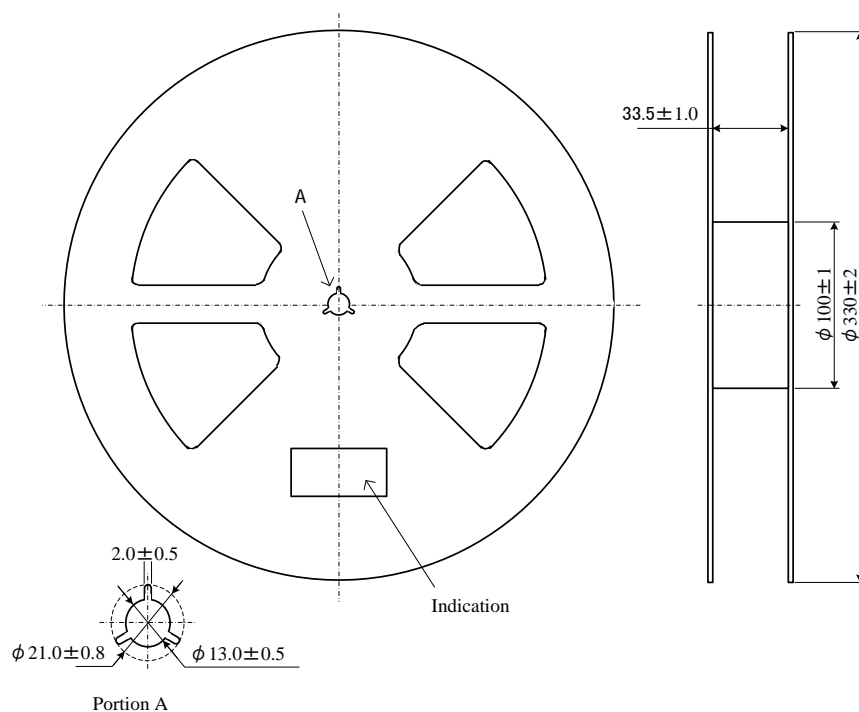 33.5±1.0
A
φ100±1
φ330±2
2.0±0.5
Indication
φ21.0±0.8
φ13.0±0.5
Portion A